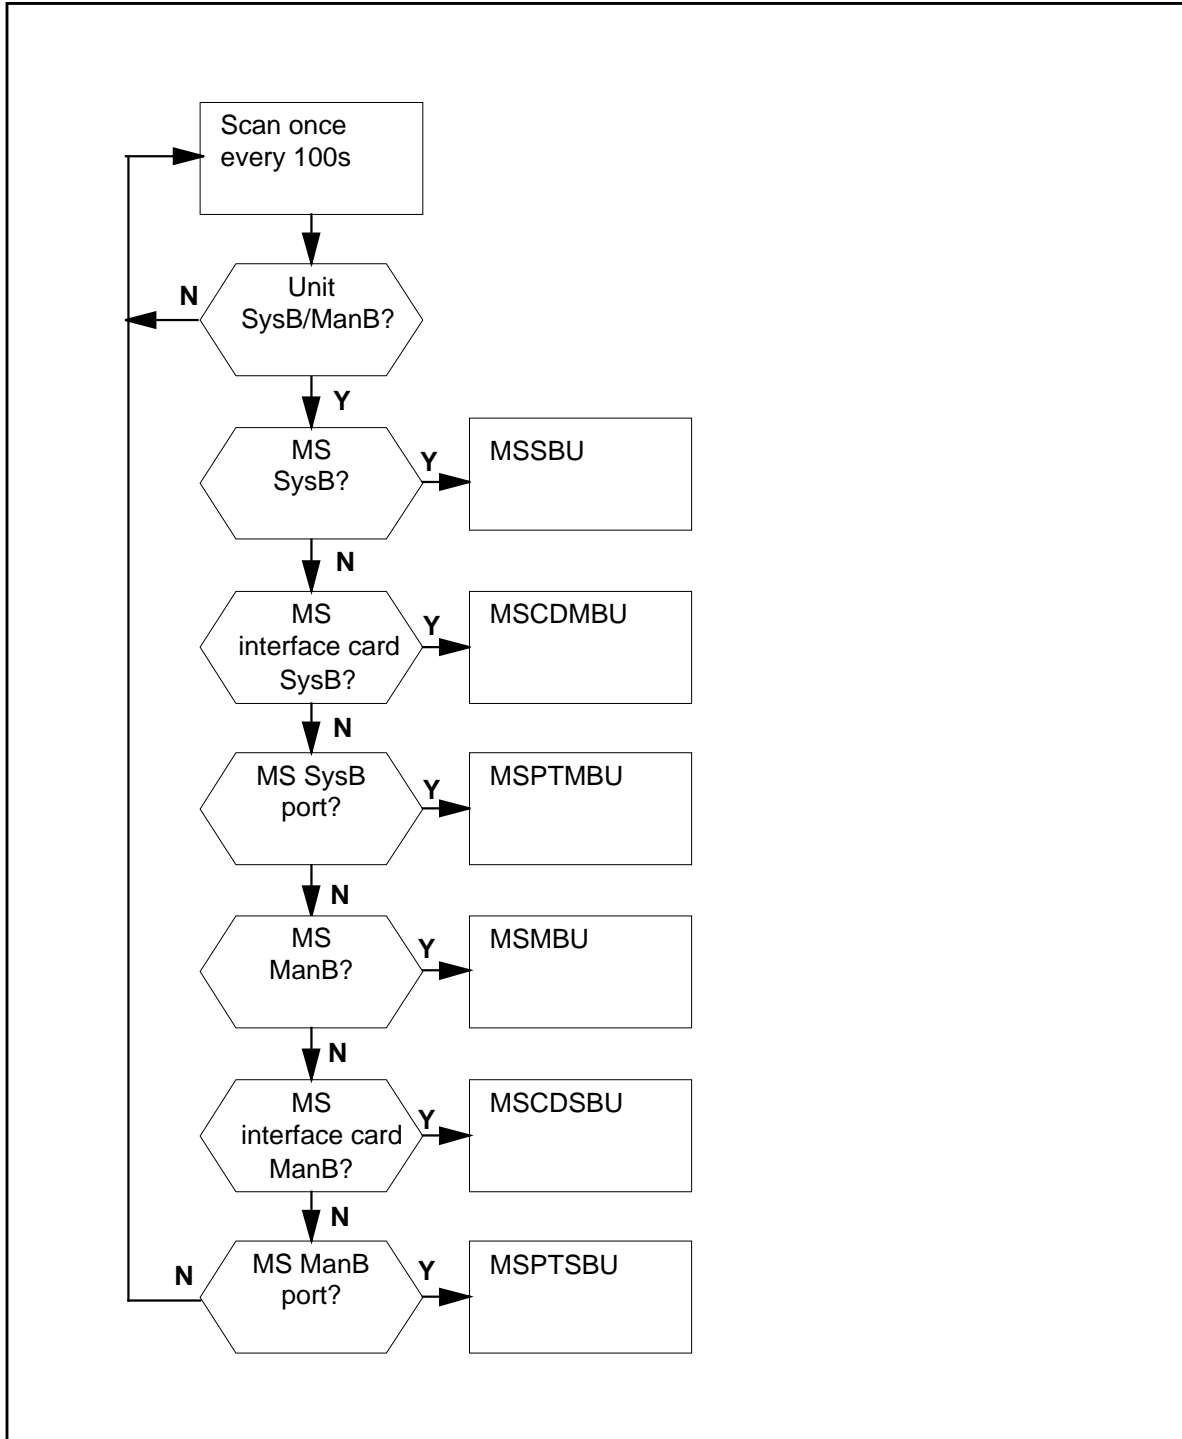 Scan once
every 100s
N
Unit
SysB/ManB?
Y
MS
SysB?
Y
MSSBU
N
MS
interface card
SysB?
Y
MSCDMBU
N
MS SysB
port?
Y
MSPTMBU
N
MS
ManB?
Y
MSMBU
N
MS
interface card
ManB?
Y
MSCDSBU
N
N
MS ManB
port?
Y
MSPTSBU